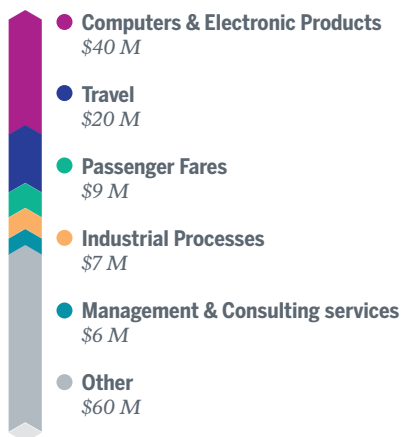 Computers & Electronic Products
$40 M
Travel
$20 M
Passenger Fares
$9 M
Industrial Processes
$7 M
Management & Consulting services
$6 M
Other
$60 M